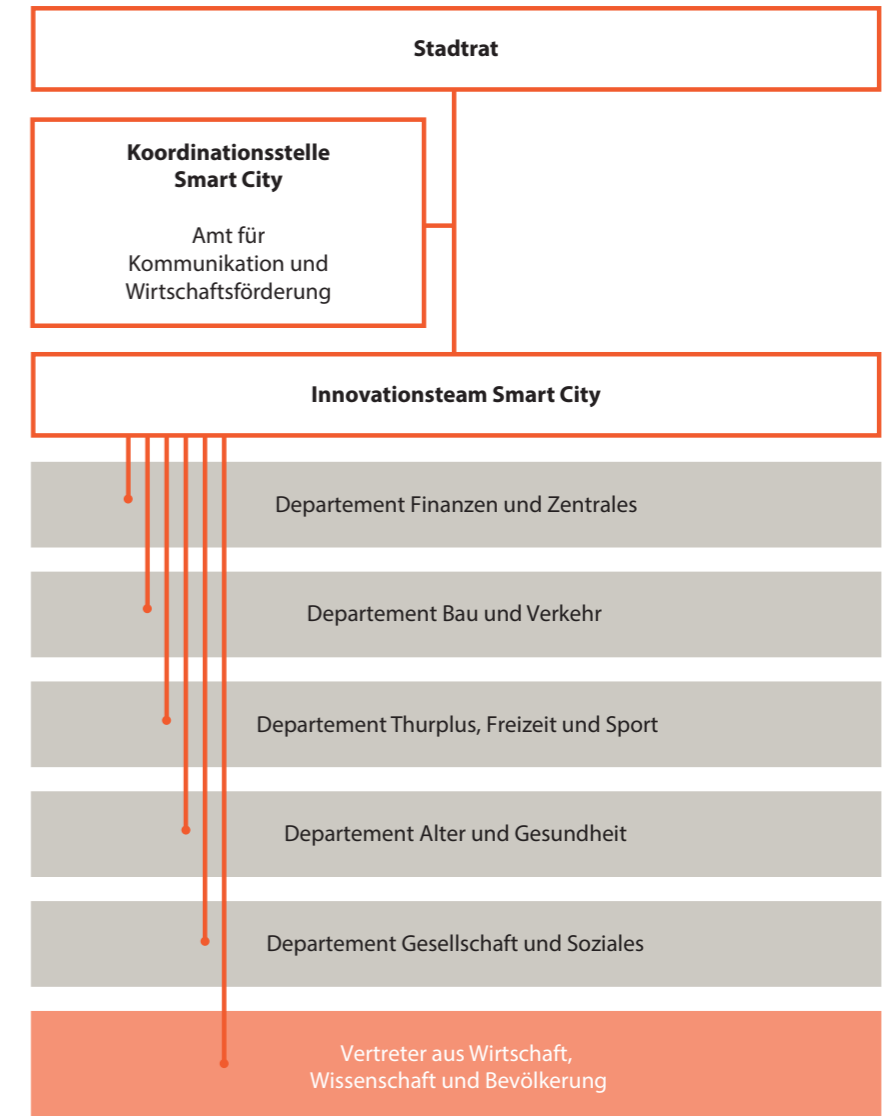 Stadtrat
Koordinationsstelle
Smart City
Amt für
Kommunikation und
Wirtschaftsförderung
Innovationsteam Smart City
Departement Finanzen und Zentrales
Departement Bau und Verkehr
Departement Thurplus, Freizeit und Sport
Departement Alter und Gesundheit
Departement Gesellschaft und Soziales
Vertreter aus Wirtschaft,
Wissenschaft und Bevölkerung